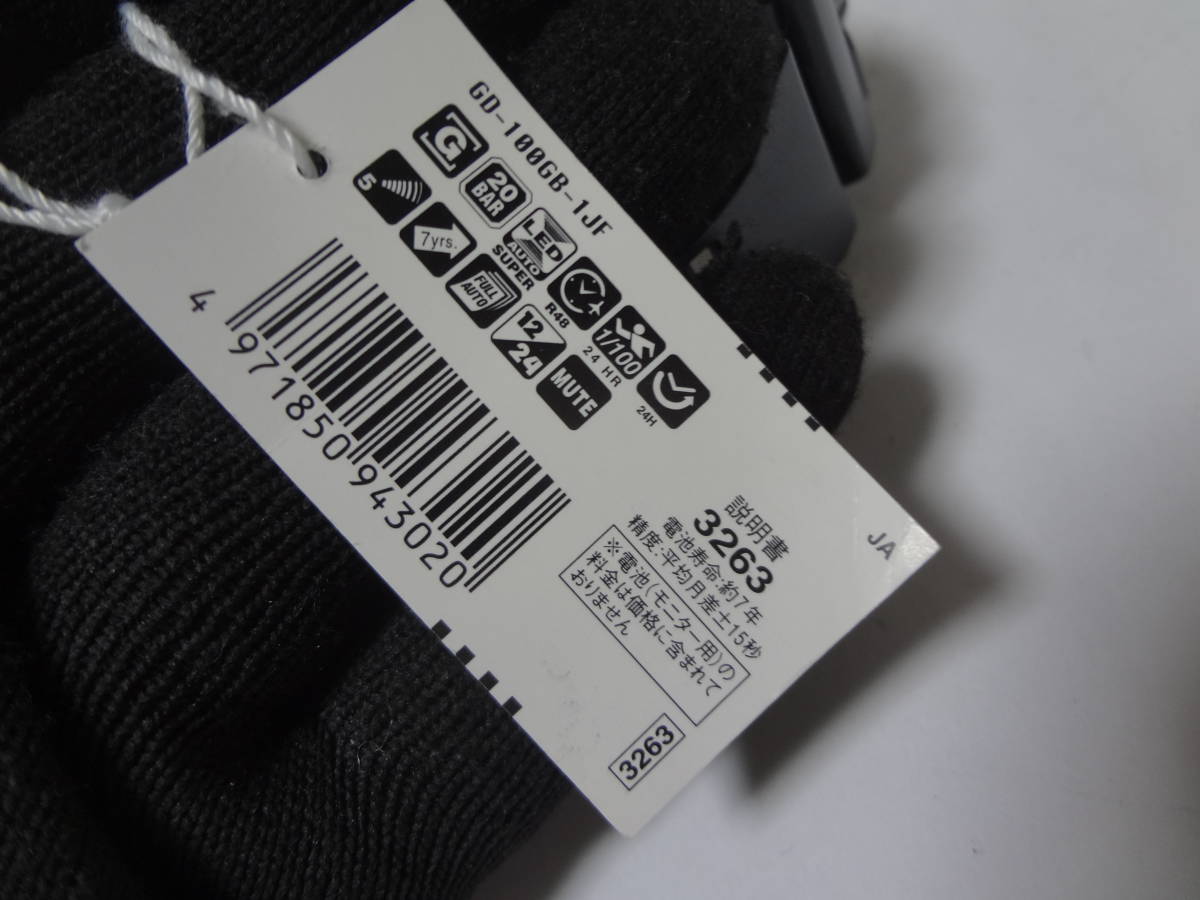 GD-100GB-1JF
G
20 BAR
LED
AUTO
SUPER
R48
1/100
24 HR
24H
5
7yrs.
FULL AUTO
12/24
MUTE
4 971850 943020
説明書
3263
電池寿命:約7年
精度:平均月差±15秒
※電池(モニター用)の
料金は価格に含まれて
おりません
3263
JA